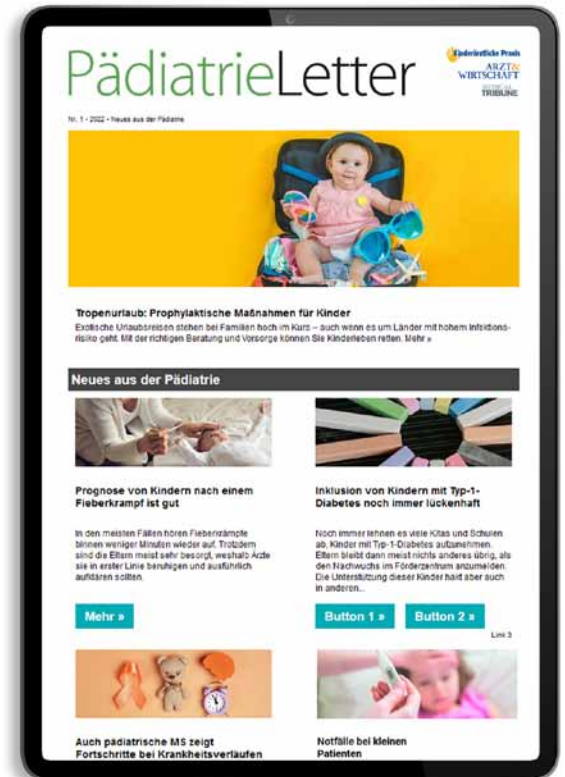 PädiatrieLetter
Kinderärztliche Praxis
ARZT&
WIRTSCHAFT
MEDICAL
TRIBUNE
Nr. 1 - 2022 - Neues aus der Pädiatrie
Tropenurlaub: Prophylaktische Maßnahmen für Kinder
Exotische Urlaubsreisen stehen bei Familien hoch im Kurs – auch wenn es um Länder mit hohem Infektions-
risiko geht. Mit der richtigen Beratung und Vorsorge können Sie Kinderleben retten. Mehr »
Neues aus der Pädiatrie
Prognose von Kindern nach einem
Fieberkrampf ist gut
In den meisten Fällen hören Fieberkrämpfe
binnen weniger Minuten wieder auf. Trotzdem
sind die Eltern meist sehr besorgt, weshalb Ärzte
sie in erster Linie beruhigen und ausführlich
aufklären sollten.
Mehr »
Inklusion von Kindern mit Typ-1-
Diabetes noch immer lückenhaft
Noch immer lehnen es viele Kitas und Schulen
ab, Kinder mit Typ-1-Diabetes aufzunehmen.
Eltern bleibt dann meist nichts anderes übrig, als
den Nachwuchs im Förderzentrum anzumelden.
Die Unterstützung dieser Kinder hakt aber auch
in anderen...
Button 1 »
Button 2 »
Link 3
Auch pädiatrische MS zeigt
Fortschritte bei Krankheitsverläufen
Notfälle bei kleinen
Patienten